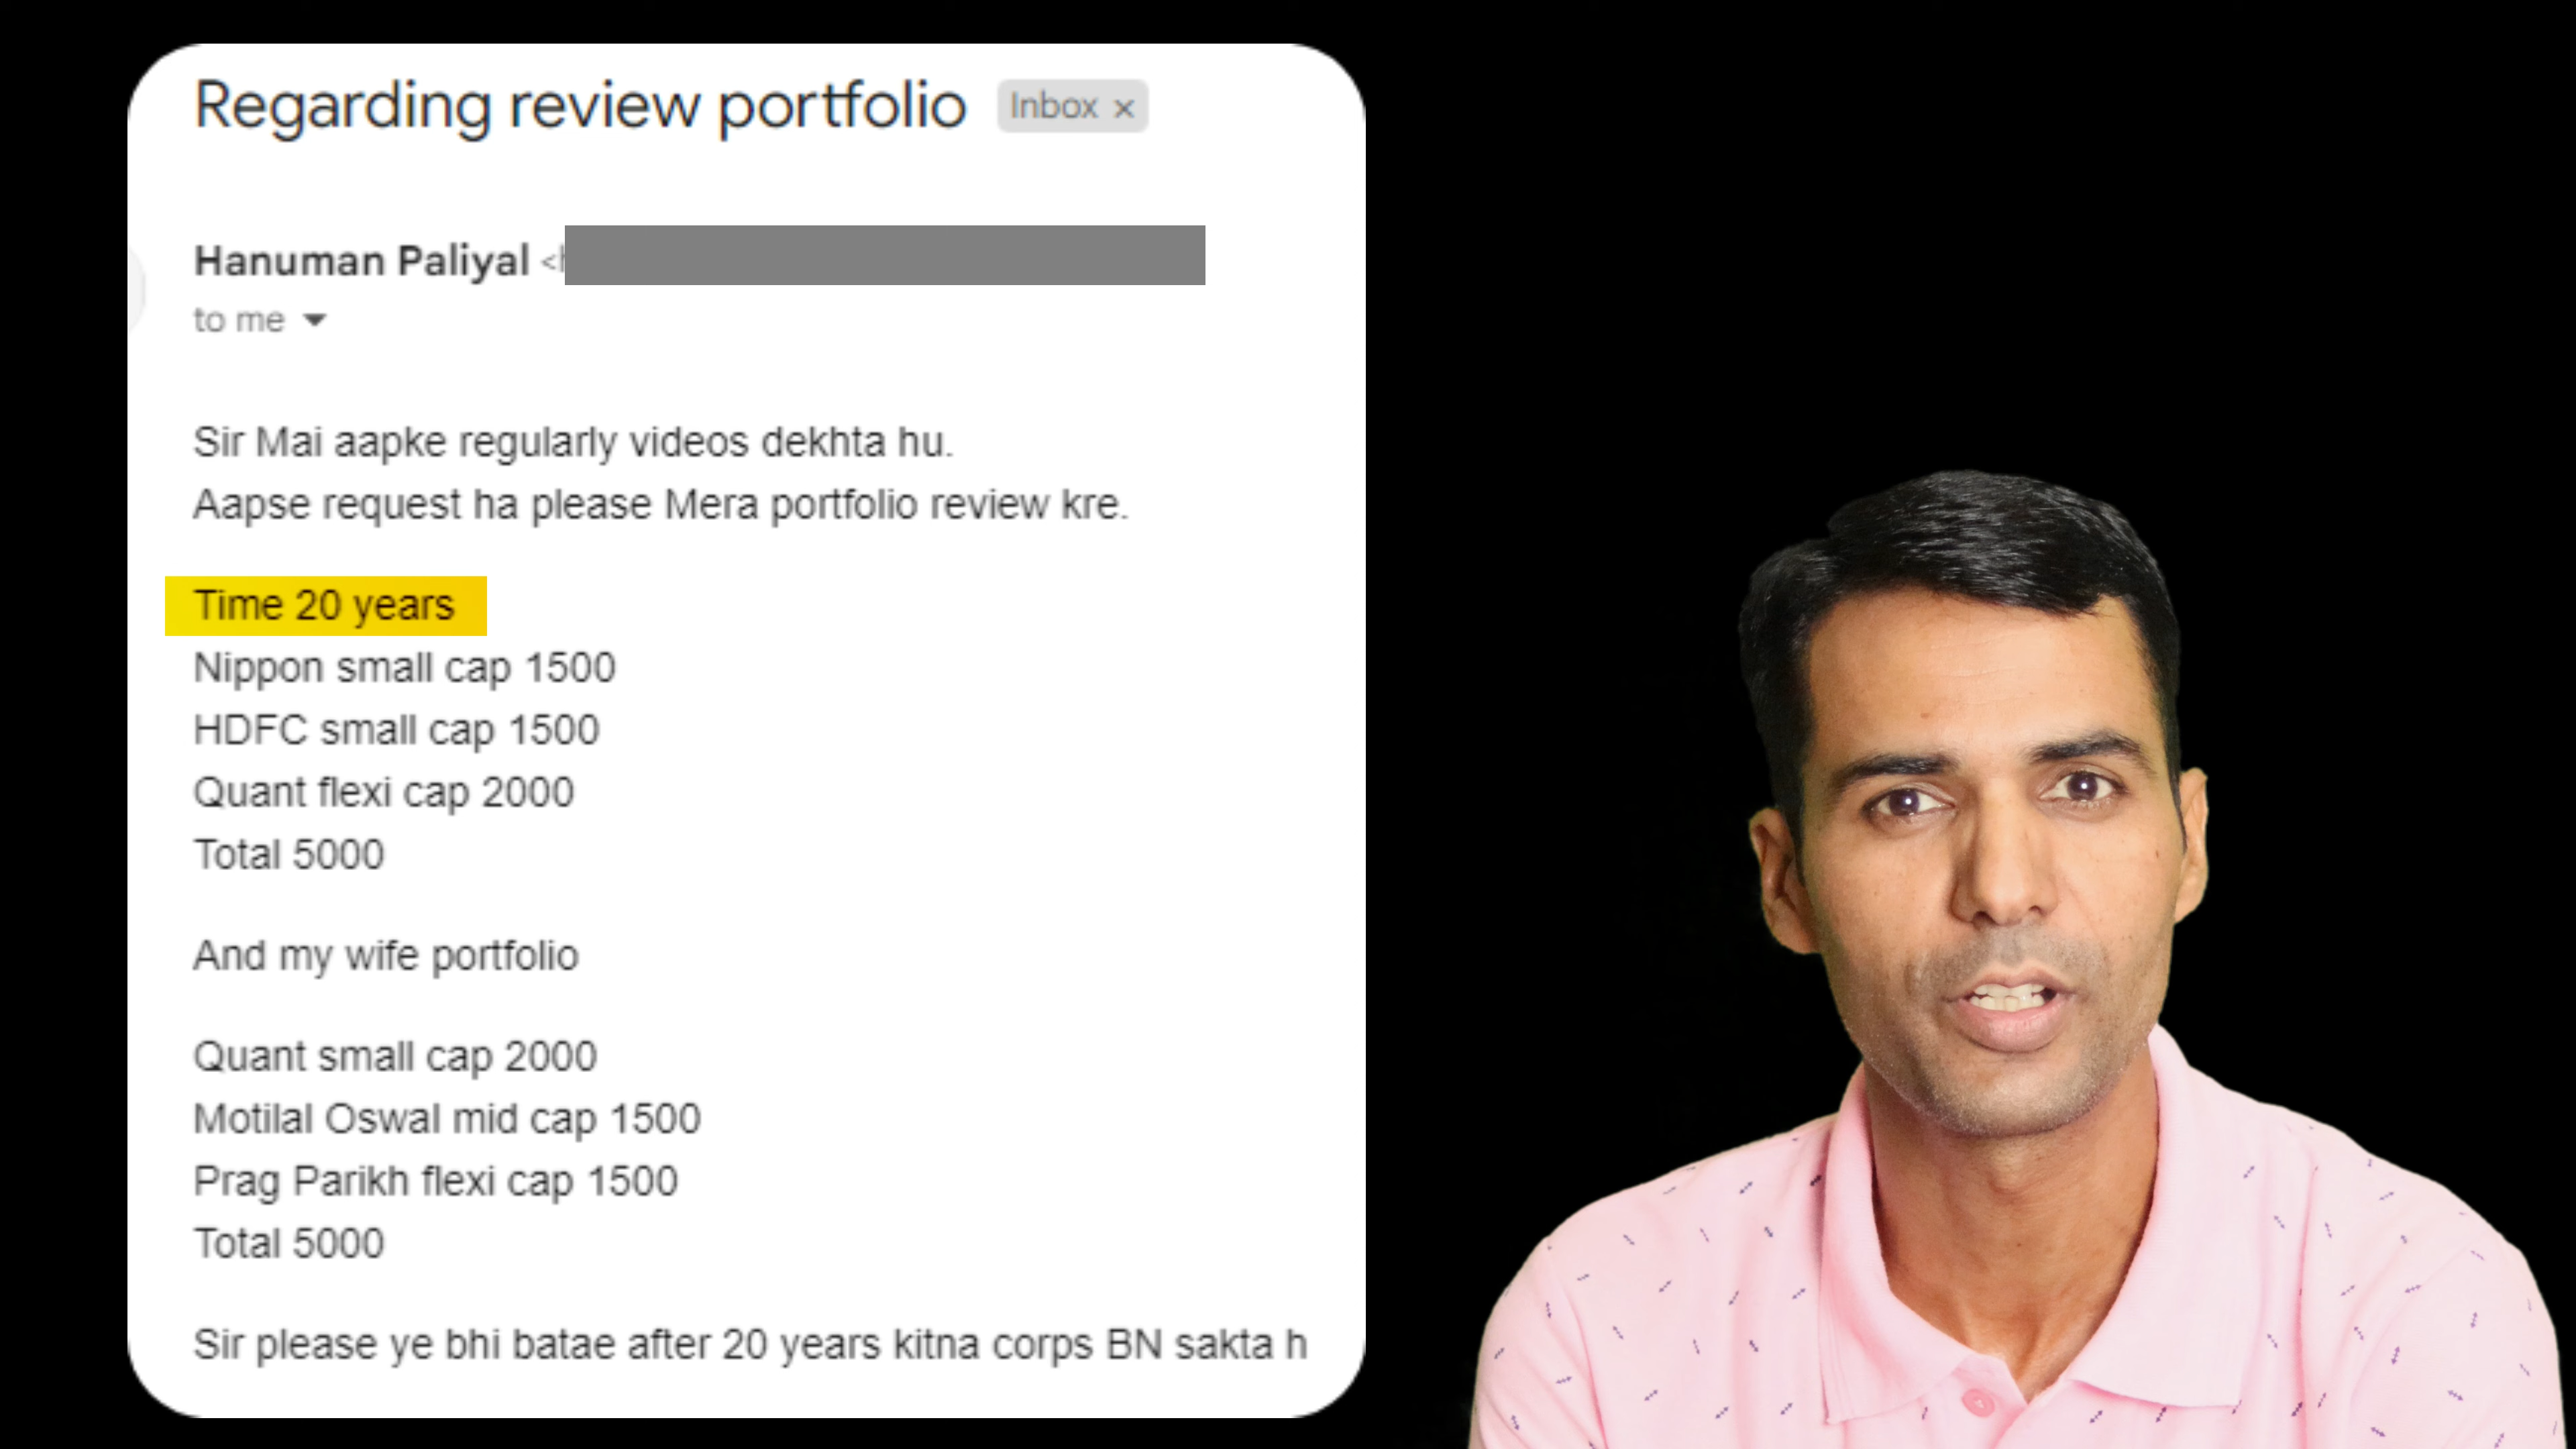 Regarding review portfolio Inbox x
Hanuman Paliyal <
to me
Sir Mai aapke regularly videos dekhta hu.
Aapse request ha please Mera portfolio review kre.
Time 20 years
Nippon small cap 1500
HDFC small cap 1500
Quant flexi cap 2000
Total 5000
And my wife portfolio
Quant small cap 2000
Motilal Oswal mid cap 1500
Prag Parikh flexi cap 1500
Total 5000
Sir please ye bhi batae after 20 years kitna corps BN sakta h